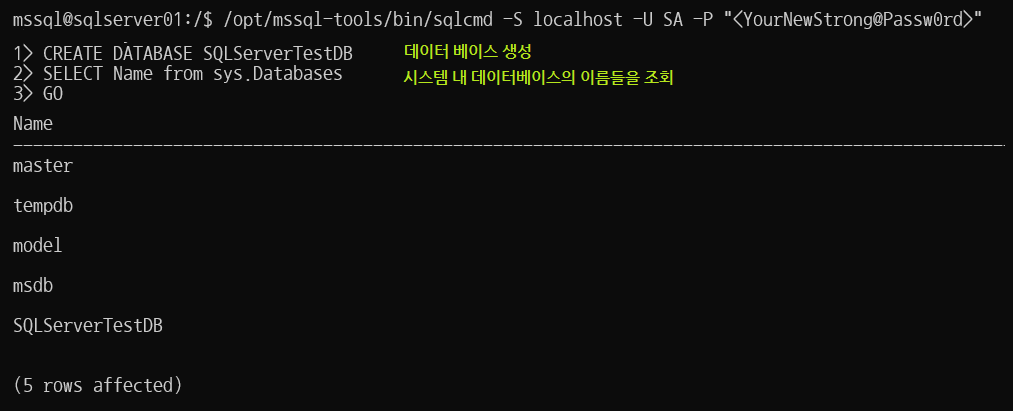 mssql@sqlserver01:/$ /opt/mssql-tools/bin/sqlcmd -S localhost -U SA -P "<YourNewStrong@Passw0rd>"
1> CREATE DATABASE SQLServerTestDB 데이터 베이스 생성
2> SELECT Name from sys.Databases 시스템 내 데이터베이스의 이름들을 조회
3> GO
Name
----------------------------------------------------------------------------------------------------
master
tempdb
model
msdb
SQLServerTestDB
(5 rows affected)